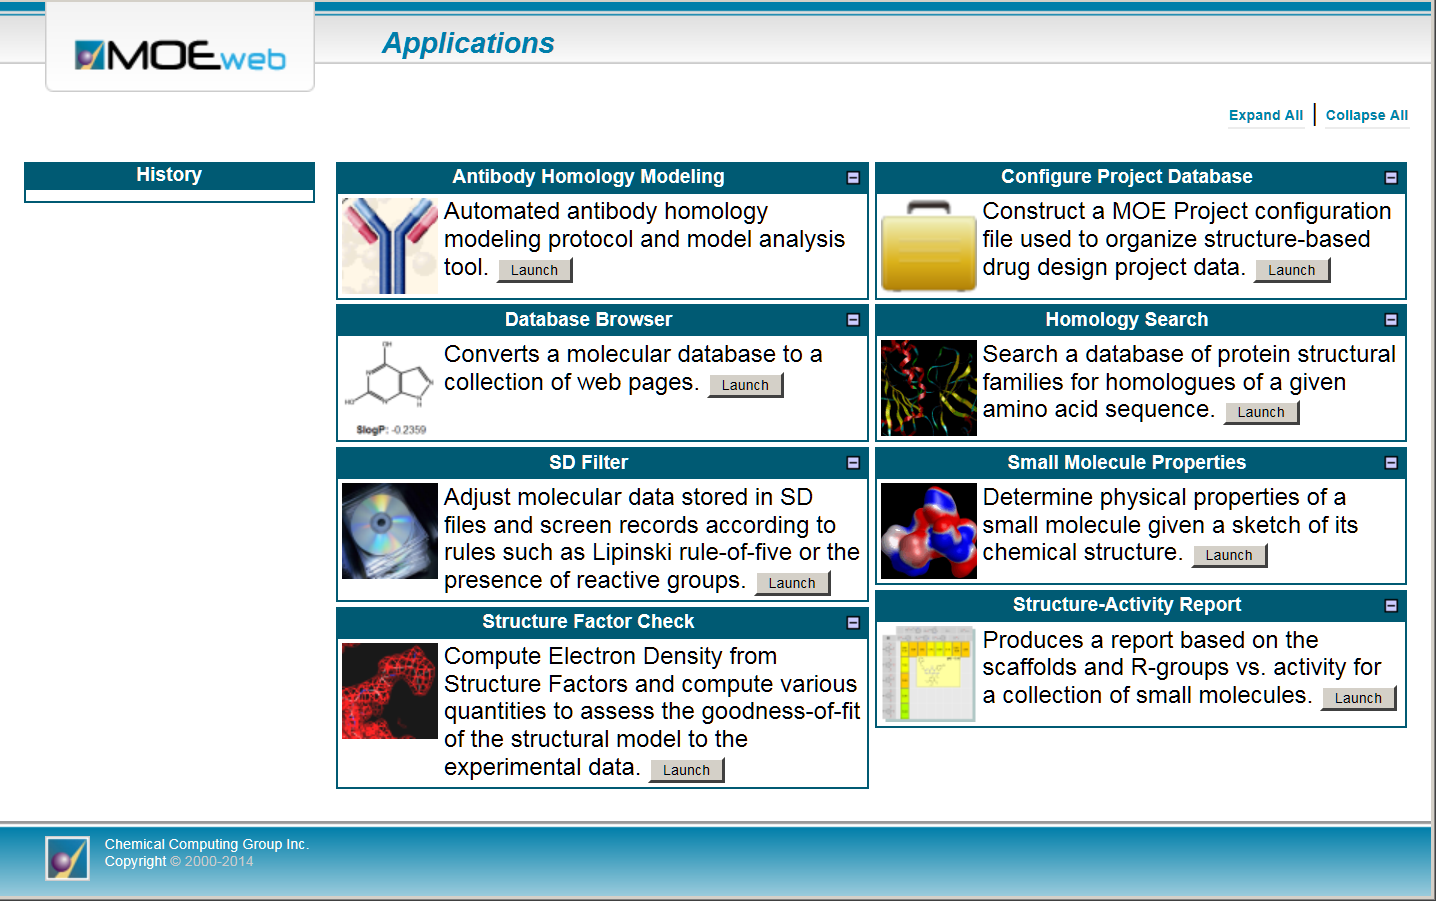 MOEweb
Applications
Expand All | Collapse All
History
Antibody Homology Modeling
Automated antibody homology
modeling protocol and model analysis
tool. Launch
Configure Project Database
Construct a MOE Project configuration
file used to organize structure-based
drug design project data. Launch
Database Browser
OH
N
N
HO
N
N
H
SlogP: -0.2359
Converts a molecular database to a
collection of web pages. Launch
Homology Search
Search a database of protein structural
families for homologues of a given
amino acid sequence. Launch
SD Filter
Adjust molecular data stored in SD
files and screen records according to
rules such as Lipinski rule-of-five or the
presence of reactive groups. Launch
Small Molecule Properties
Determine physical properties of a
small molecule given a sketch of its
chemical structure. Launch
Structure Factor Check
Compute Electron Density from
Structure Factors and compute various
quantities to assess the goodness-of-fit
of the structural model to the
experimental data. Launch
Structure-Activity Report
Produces a report based on the
scaffolds and R-groups vs. activity for
a collection of small molecules. Launch
Chemical Computing Group Inc.
Copyright © 2000-2014